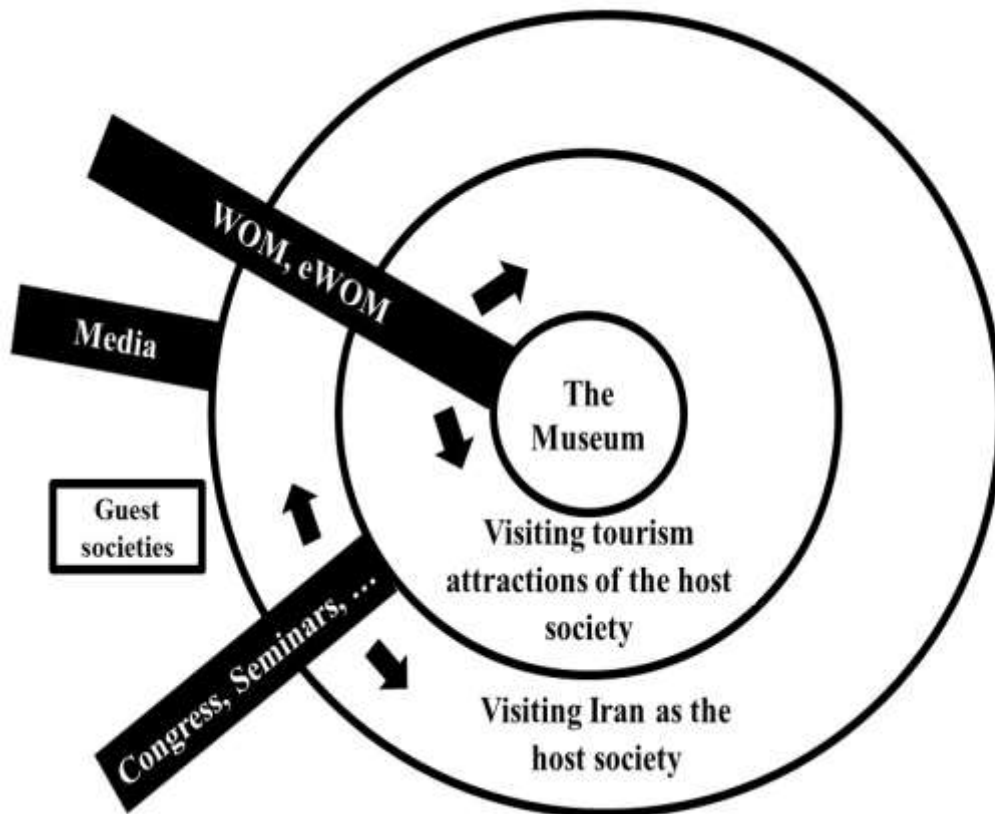 WOM, eWOM
Media
The
Museum
Guest
societies
Visiting tourism
attractions of the host
society
Congress, Seminars, ...
Visiting Iran as the
host society